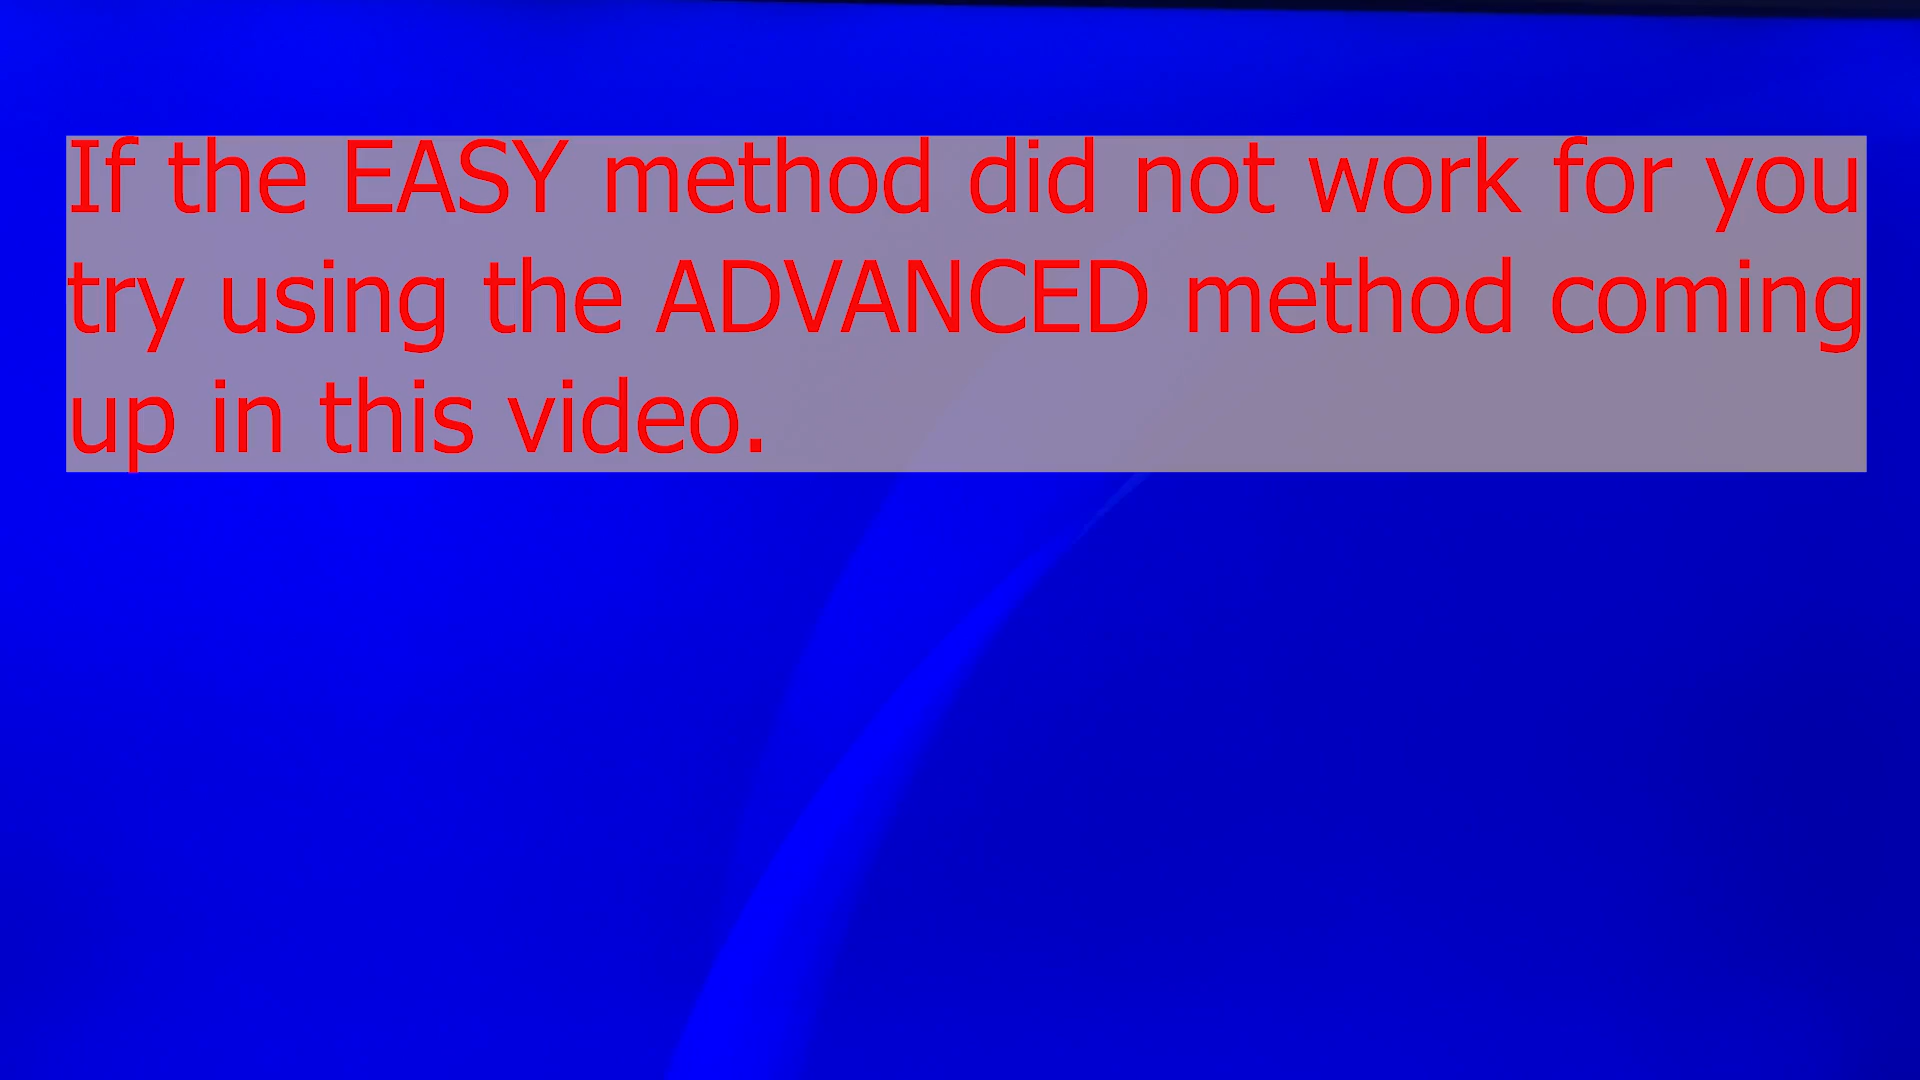 If the EASY method did not work for you
try using the ADVANCED method coming
up in this video.